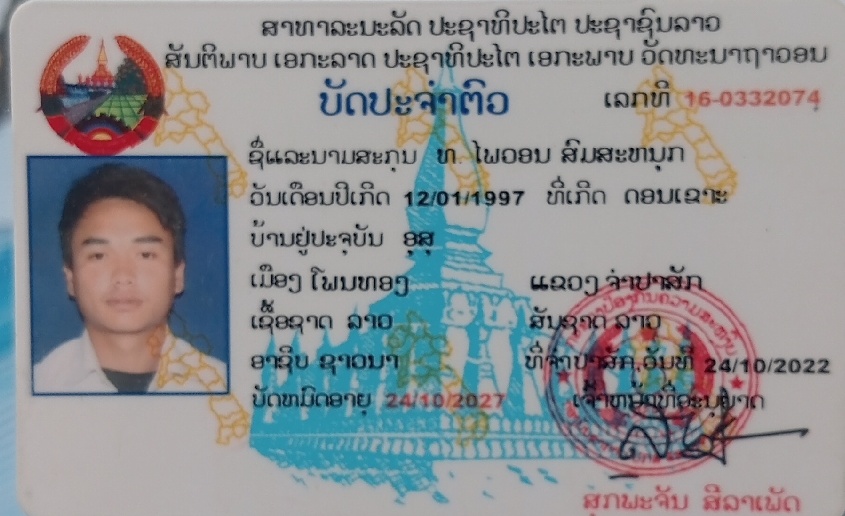 ສາທາລະນະລັດ ປະຊາທິປະໄຕ ປະຊາຊົນລາວ
ສັນຕິພາບ ເອກະລາດ ປະຊາທິປະໄຕ ເອກະພາບ ວັດທະນາຖາວອນ
ບັດປະຈຳຕົວ ເລກທີ 16-0332074
ຊື່ແລະນາມສະກຸນ ທ. ໄພວອນ ສົມສະຫນຸກ
ວັນເດືອນປີເກີດ 12/01/1997 ທີ່ເກີດ ດອນເຂາະ
ບ້ານຢູ່ປະຈຸບັນ ອຸສຸ
ເມືອງ ໂພນທອງ ແຂວງ ຈຳປາສັກ
ເຊື້ອຊາດ ລາວ ສັນຊາດ ລາວ
ອາຊີບ ຊາວນາ ທີ່ຈຳປາສັກ,ວັນທີ 24/10/2022
ບັດຫມົດອາຍຸ 24/10/2027 ເຈົ້າຫນ້າທີ່ອະນຸຍາດ
ສຸກພະຈັນ ສີລາເພັດ